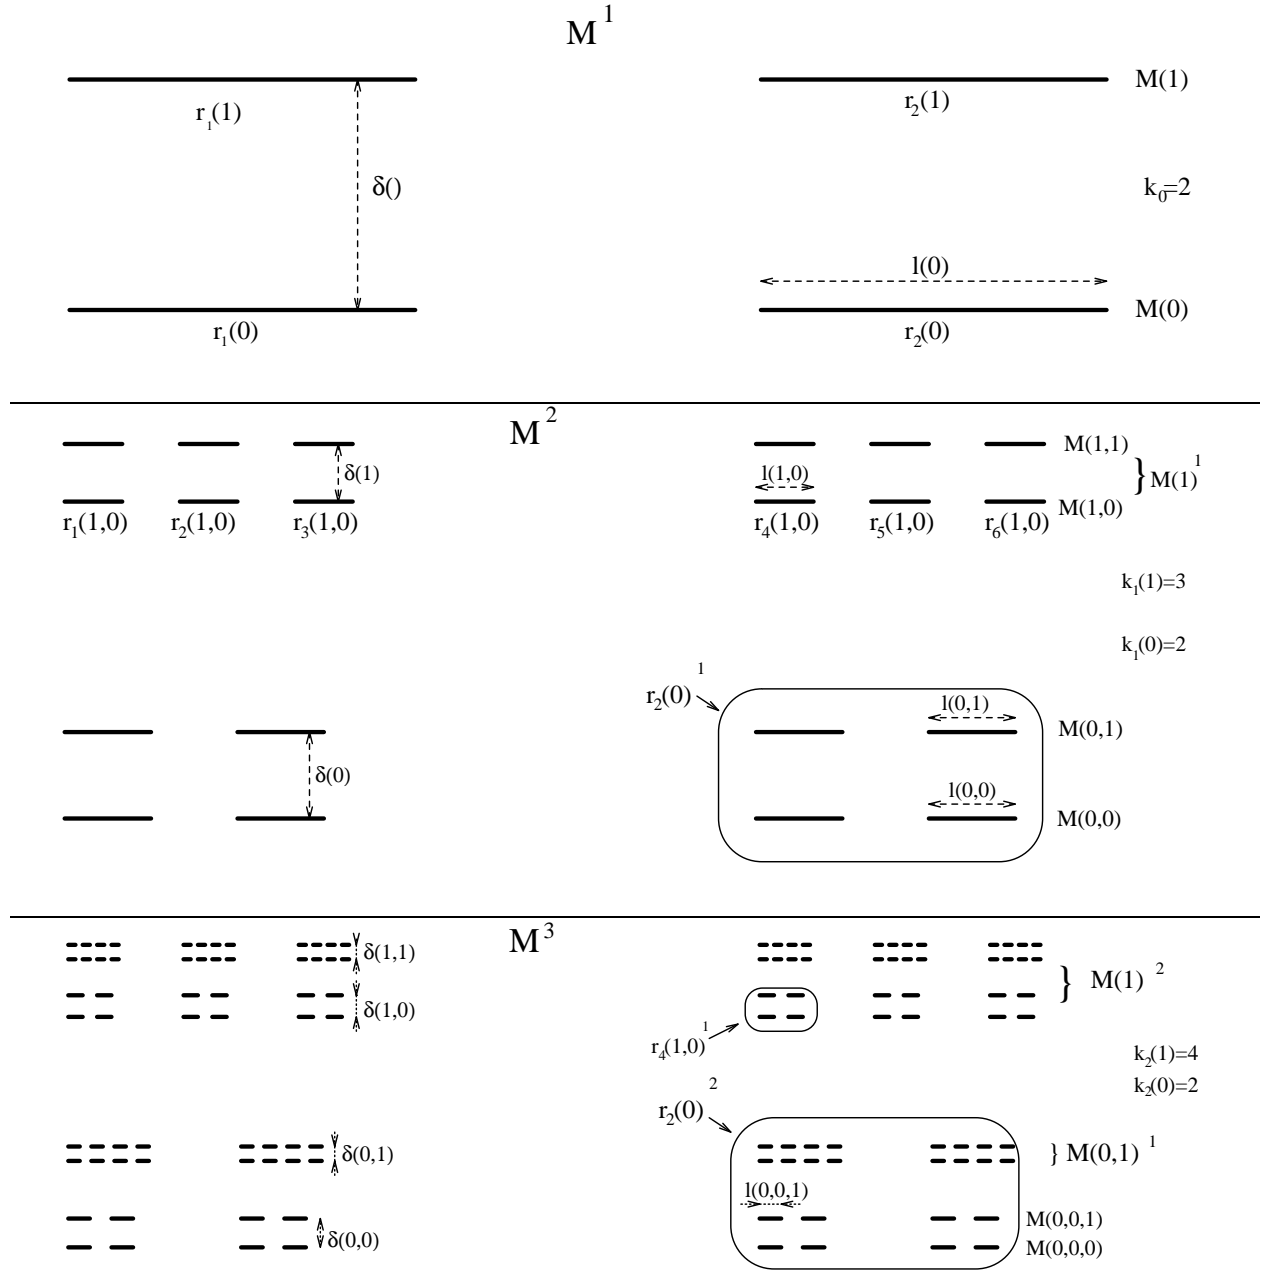 M^1
r_1(1) r_2(1) M(1)
δ() k_0=2
l(0)
r_1(0) r_2(0) M(0)
M^2
M(1,1)
δ(1) l(1,0) } M(1)^1
M(1,0)
r_1(1,0) r_2(1,0) r_3(1,0) r_4(1,0) r_5(1,0) r_6(1,0)
k_1(1)=3
k_1(0)=2
r_2(0)^1 l(0,1)
M(0,1)
δ(0) l(0,0)
M(0,0)
M^3
δ(1,1)
} M(1)^2
δ(1,0)
r_4(1,0)^1
k_2(1)=4
k_2(0)=2
r_2(0)^2
δ(0,1) } M(0,1)^1
l(0,0,1)
M(0,0,1)
δ(0,0) M(0,0,0)